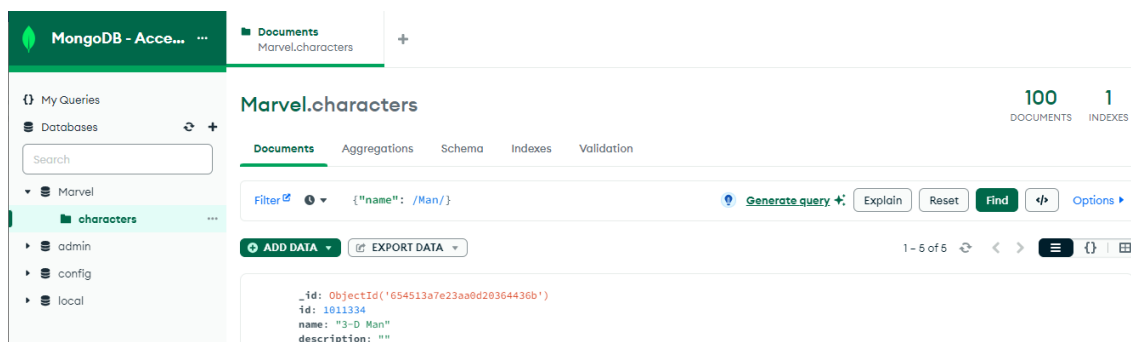 MongoDB - Acce... ...
Documents
Marvel.characters
+
{} My Queries
Databases
+
Search
Marvel
characters
...
admin
config
local
Marvel.characters
100
DOCUMENTS
1
INDEXES
Documents Aggregations Schema Indexes Validation
Filter {"name": /Man/} Generate query Explain Reset Find </> Options
ADD DATA EXPORT DATA 1 – 5 of 5 {}
_id: ObjectId('654513a7e23aa0d20364436b')
id: 1011334
name: "3-D Man"
description: ""